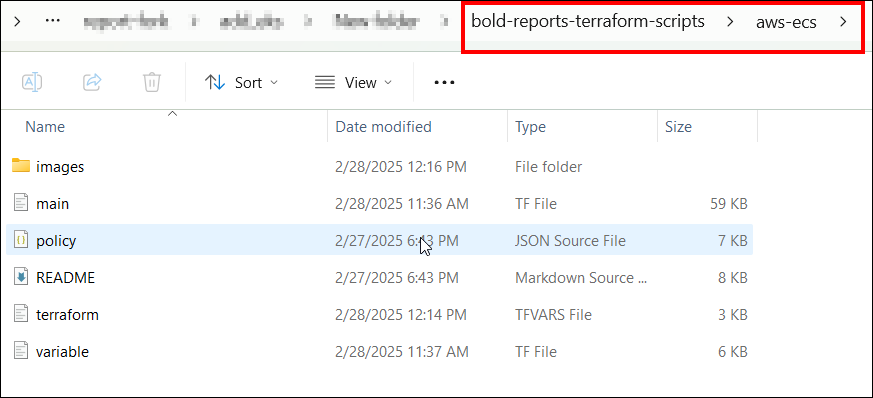 bold-reports-terraform-scripts > aws-ecs >
Sort View
Name Date modified Type Size
images 2/28/2025 12:16 PM File folder
main 2/28/2025 11:36 AM TF File 59 KB
policy 2/27/2025 6:43 PM JSON Source File 7 KB
README 2/27/2025 6:43 PM Markdown Source ... 8 KB
terraform 2/28/2025 12:14 PM TFVARS File 3 KB
variable 2/28/2025 11:37 AM TF File 6 KB